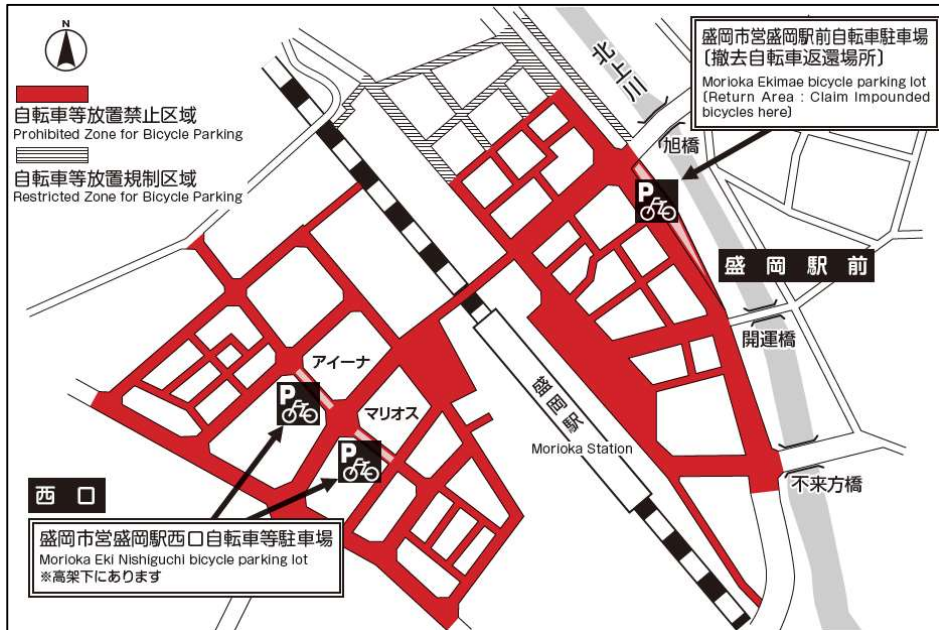 N
自転車等放置禁止区域
Prohibited Zone for Bicycle Parking
自転車等放置規制区域
Restricted Zone for Bicycle Parking
盛岡市営盛岡駅前自転車駐車場
〔撤去自転車返還場所〕
Morioka Ekimae bicycle parking lot
(Return Area : Claim Impounded
bicycles here)
北上川
旭橋
P
盛岡駅前
開運橋
アイーナ
マリオス
P
P
盛岡駅
Morioka Station
不来方橋
西口
盛岡市営盛岡駅西口自転車等駐車場
Morioka Eki Nishiguchi bicycle parking lot
※高架下にあります